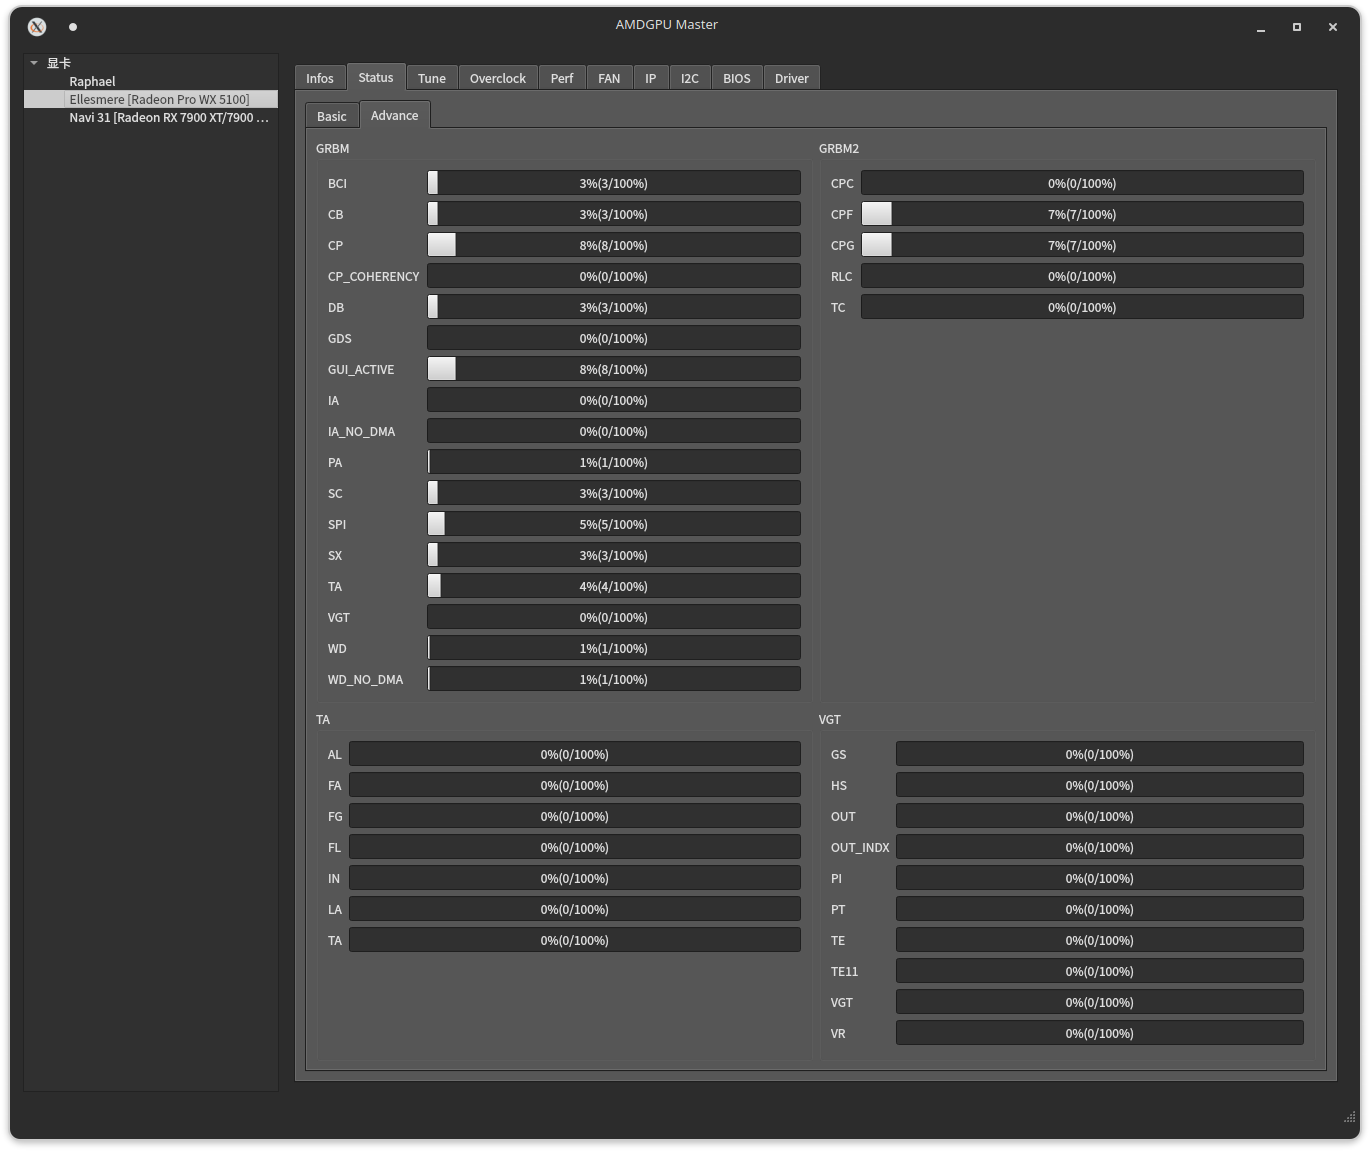 AMDGPU Master
显卡
Raphael
Ellesmere [Radeon Pro WX 5100]
Navi 31 [Radeon RX 7900 XT/7900 ...
Infos Status Tune Overclock Perf FAN IP I2C BIOS Driver
Basic Advance
GRBM
BCI 3%(3/100%)
CB 3%(3/100%)
CP 8%(8/100%)
CP_COHERENCY 0%(0/100%)
DB 3%(3/100%)
GDS 0%(0/100%)
GUI_ACTIVE 8%(8/100%)
IA 0%(0/100%)
IA_NO_DMA 0%(0/100%)
PA 1%(1/100%)
SC 3%(3/100%)
SPI 5%(5/100%)
SX 3%(3/100%)
TA 4%(4/100%)
VGT 0%(0/100%)
WD 1%(1/100%)
WD_NO_DMA 1%(1/100%)
GRBM2
CPC 0%(0/100%)
CPF 7%(7/100%)
CPG 7%(7/100%)
RLC 0%(0/100%)
TC 0%(0/100%)
TA
AL 0%(0/100%)
FA 0%(0/100%)
FG 0%(0/100%)
FL 0%(0/100%)
IN 0%(0/100%)
LA 0%(0/100%)
TA 0%(0/100%)
VGT
GS 0%(0/100%)
HS 0%(0/100%)
OUT 0%(0/100%)
OUT_INDX 0%(0/100%)
PI 0%(0/100%)
PT 0%(0/100%)
TE 0%(0/100%)
TE11 0%(0/100%)
VGT 0%(0/100%)
VR 0%(0/100%)